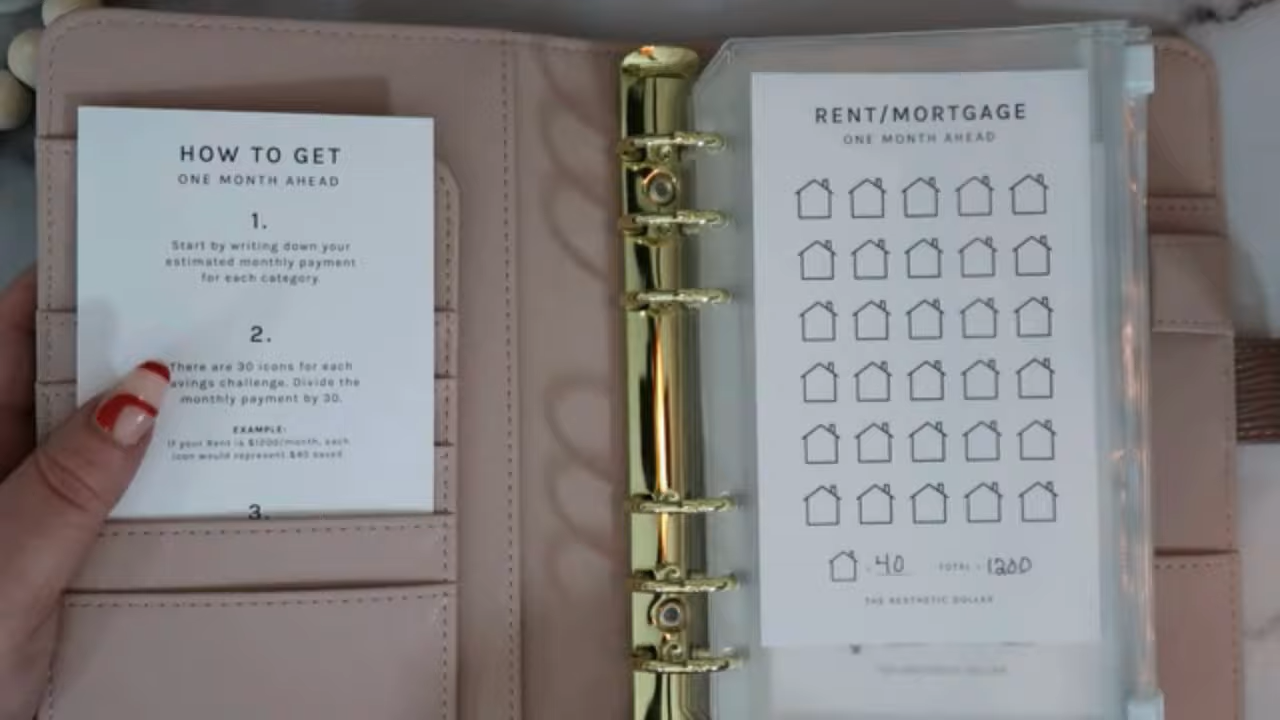 HOW TO GET
ONE MONTH AHEAD
1.
Start by writing down your
estimated monthly payment
for each category.
2.
There are 30 icons for each
avings challenge. Divide the
monthly payment by 30.
EXAMPLE:
If your Rent is $1200/month, each
icon would represent $40 saved
3.
RENT/MORTGAGE
ONE MONTH AHEAD
= 40 TOTAL = 1200
THE AESTHETIC DOLLAR